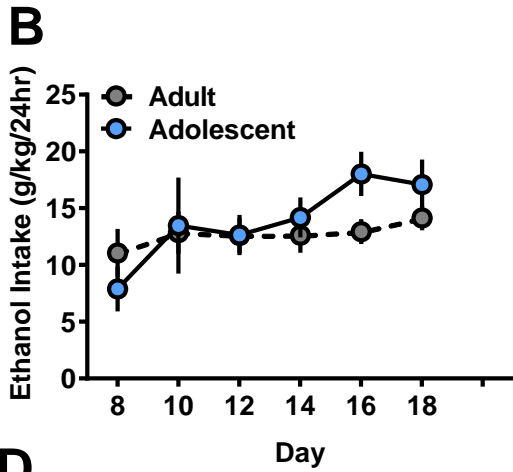 B
Ethanol Intake (g/kg/24hr)
25
20
15
10
5
0
Adult
Adolescent
8 10 12 14 16 18
Day
D